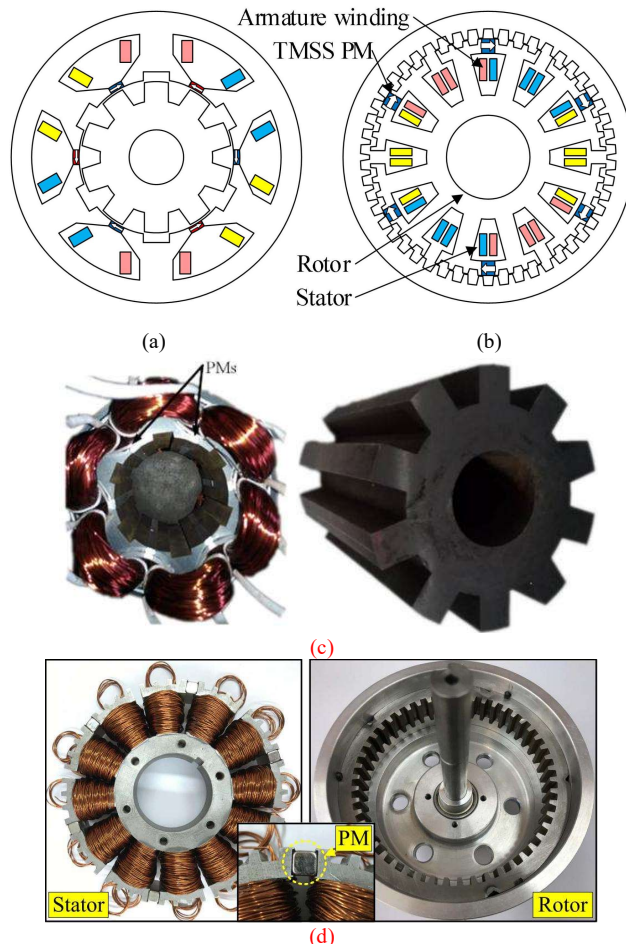 Armature winding
TMSS PM
Rotor
Stator
(a)
(b)
PMs
(c)
PM
Stator
Rotor
(d)